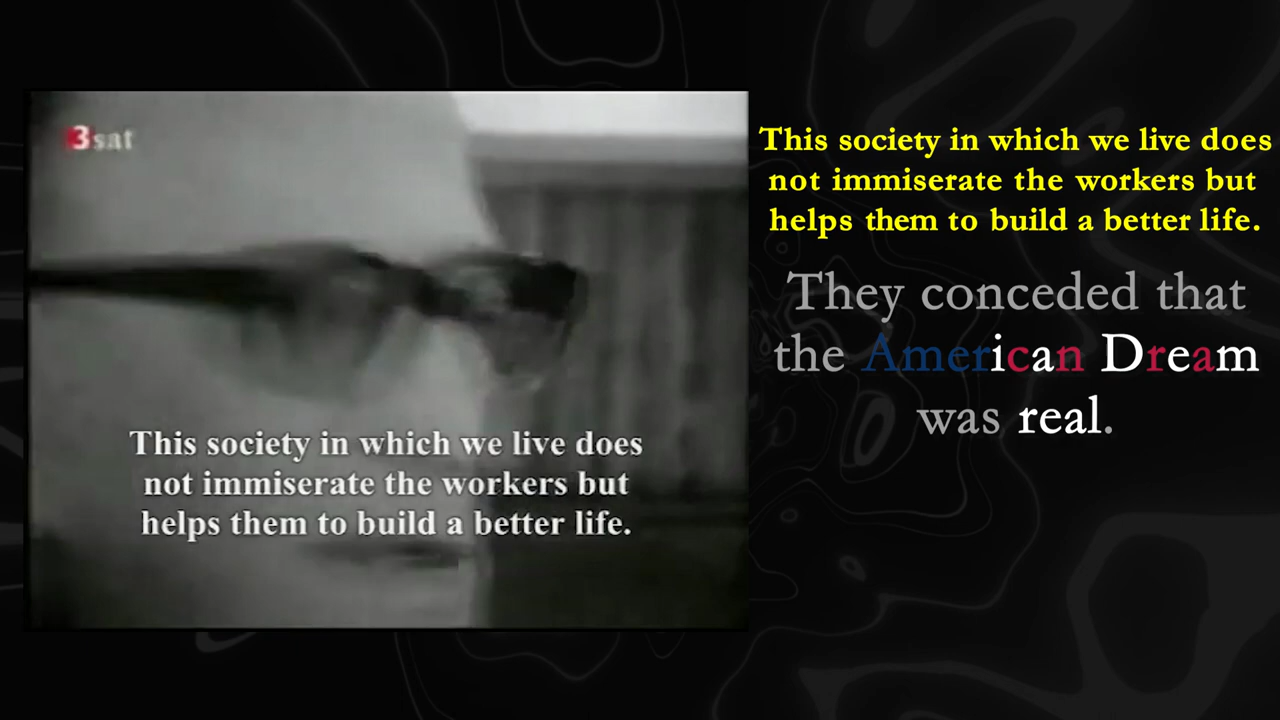 3sat
This society in which we live does
not immiserate the workers but
helps them to build a better life.
This society in which we live does
not immiserate the workers but
helps them to build a better life.
They conceded that
the American Dream
was real.